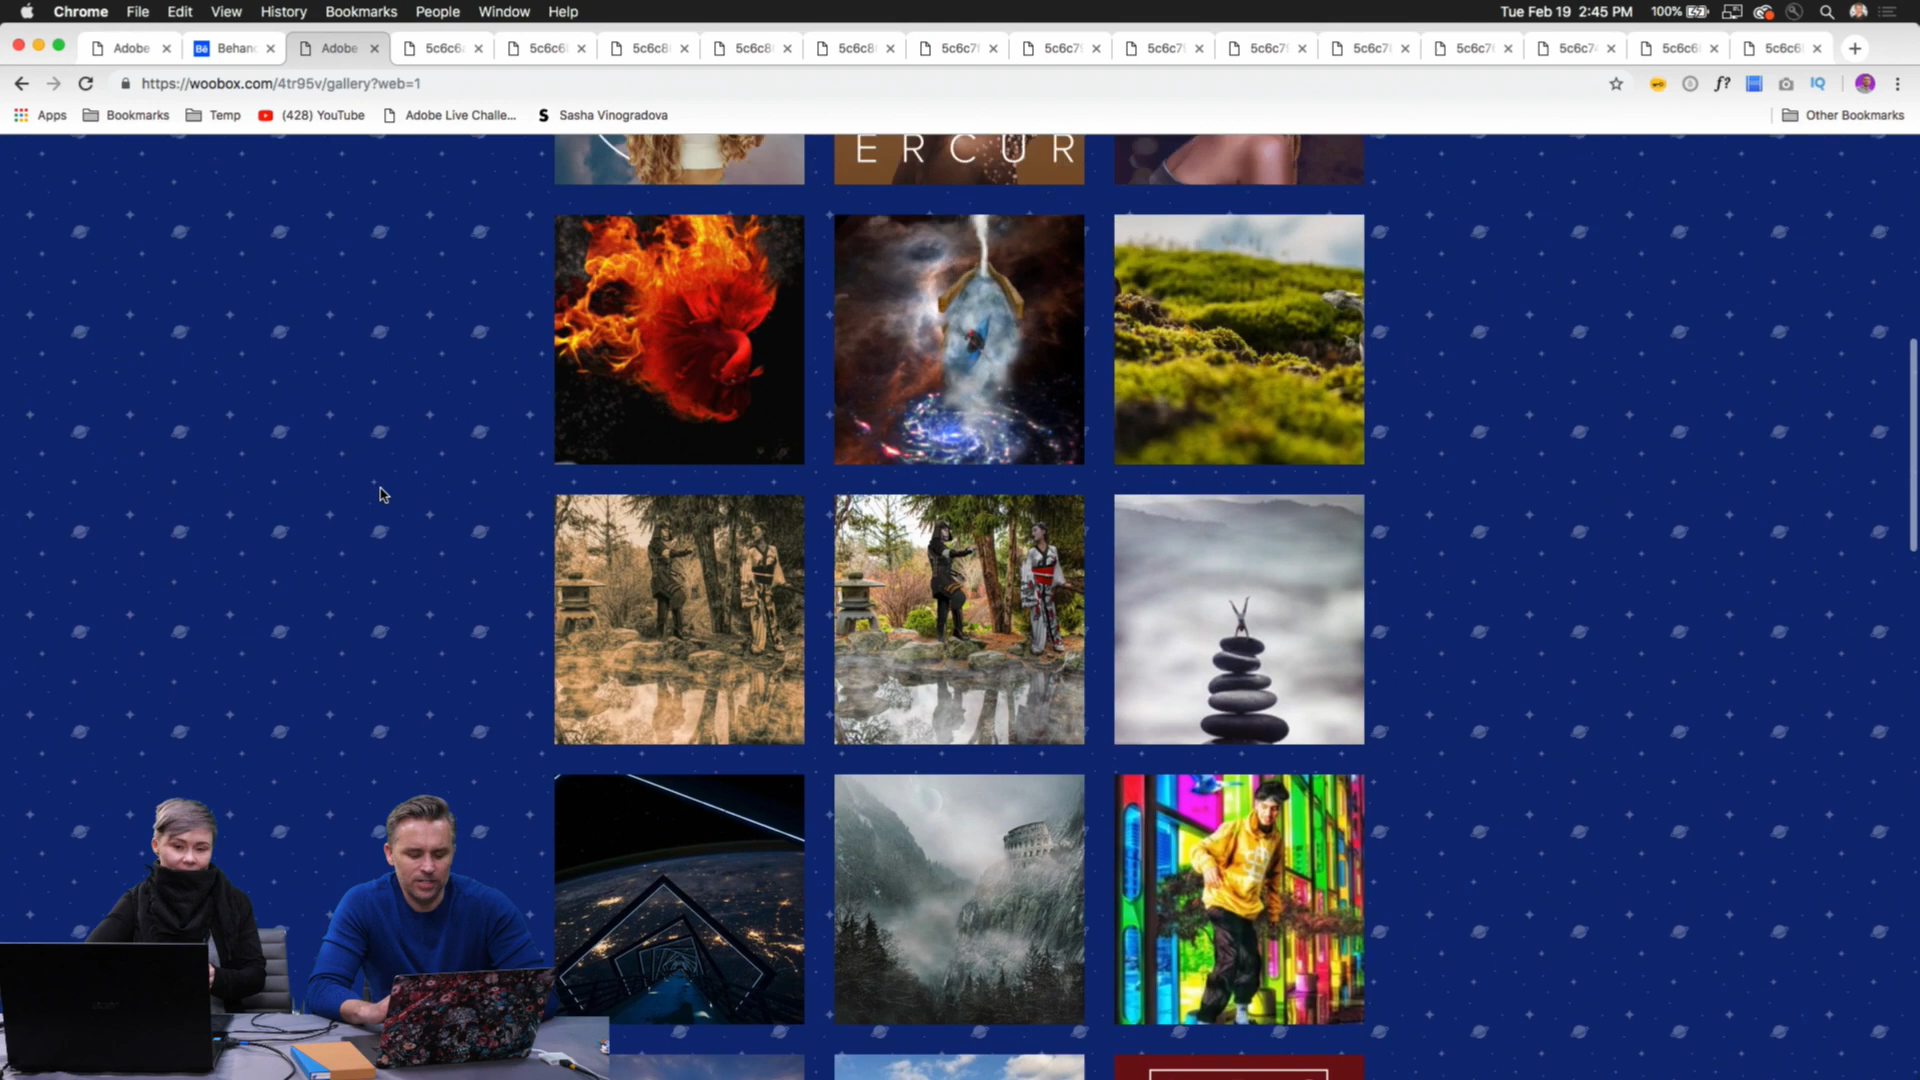 Chrome File Edit View History Bookmarks People Window Help Tue Feb 19 2:45 PM 100%
Adobe Behanc Adobe 5c6c6 5c6c6 5c6c8 5c6c8 5c6c8 5c6c7 5c6c7 5c6c7 5c6c7 5c6c7 5c6c7 5c6c7 5c6c6 5c6c6
https://woobox.com/4tr95v/gallery?web=1 f? IQ
Apps Bookmarks Temp (428) YouTube Adobe Live Challe... S Sasha Vinogradova Other Bookmarks
ERCUR